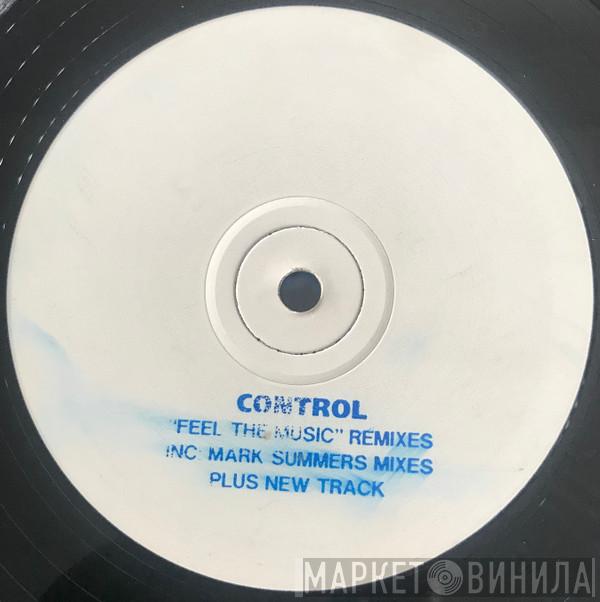 CONTROL
"FEEL THE MUSIC" REMIXES
INC: MARK SUMMERS MIXES
PLUS NEW TRACK
МАРКЕТ ВИНИЛА